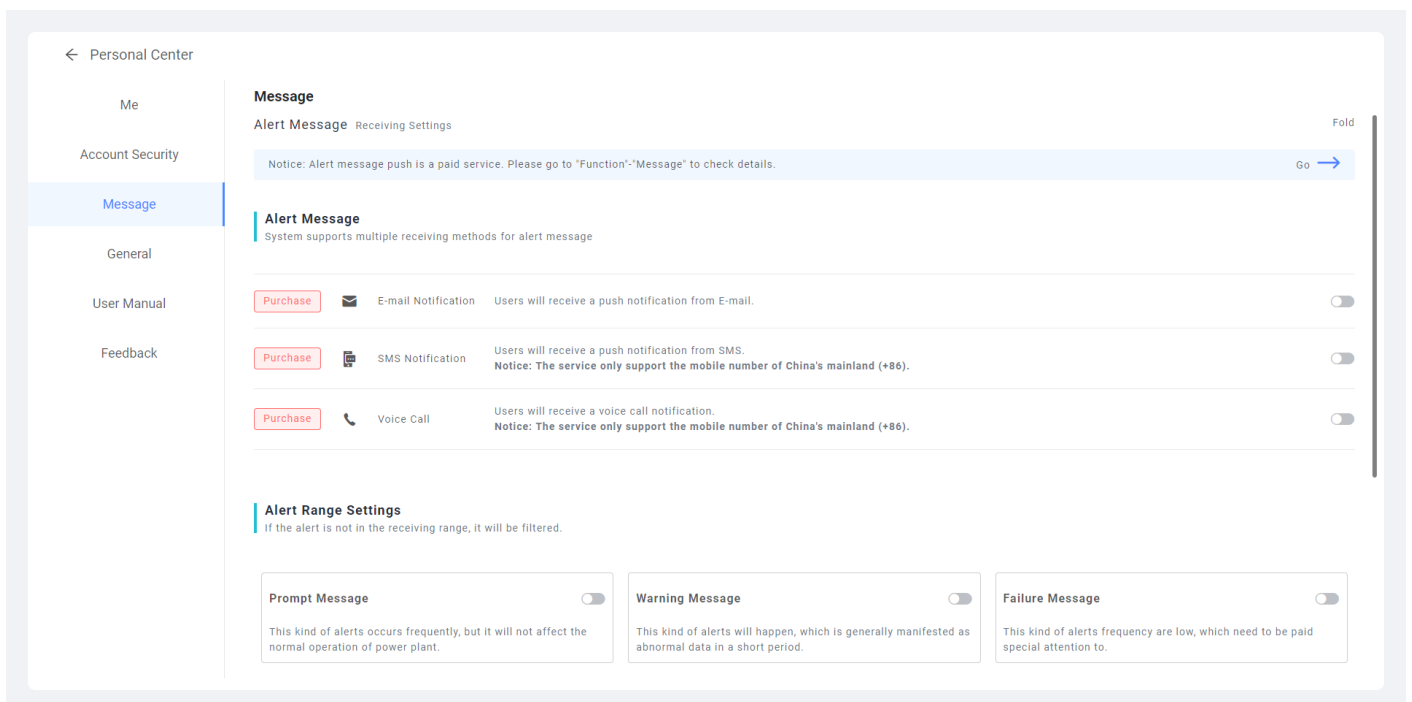 Personal Center
Me
Account Security
Message
General
User Manual
Feedback
Message
Alert Message Receiving Settings
Fold
Notice: Alert message push is a paid service. Please go to "Function"-"Message" to check details.
Go
Alert Message
System supports multiple receiving methods for alert message
Purchase E-mail Notification Users will receive a push notification from E-mail.
Purchase SMS Notification Users will receive a push notification from SMS.
Notice: The service only support the mobile number of China's mainland (+86).
Purchase Voice Call Users will receive a voice call notification.
Notice: The service only support the mobile number of China's mainland (+86).
Alert Range Settings
If the alert is not in the receiving range, it will be filtered.
Prompt Message
This kind of alerts occurs frequently, but it will not affect the
normal operation of power plant.
Warning Message
This kind of alerts will happen, which is generally manifested as
abnormal data in a short period.
Failure Message
This kind of alerts frequency are low, which need to be paid
special attention to.